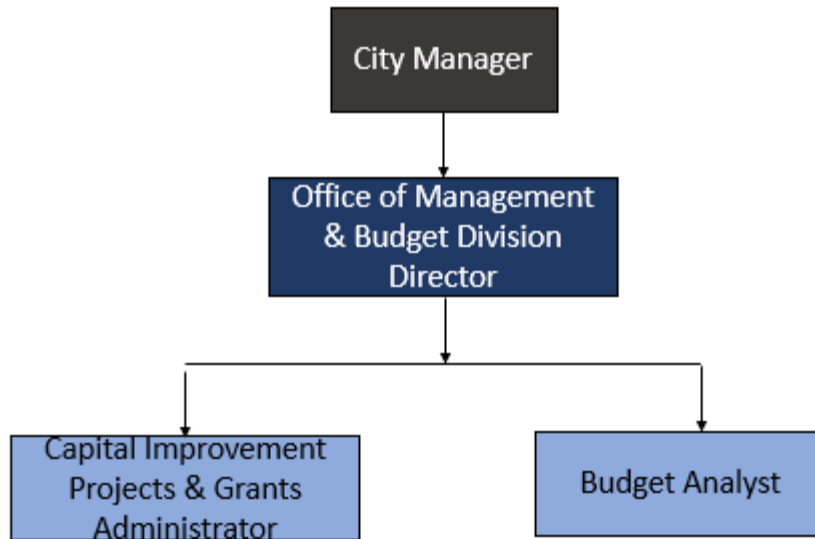 City Manager
Office of Management
& Budget Division
Director
Capital Improvement
Projects & Grants
Administrator
Budget Analyst